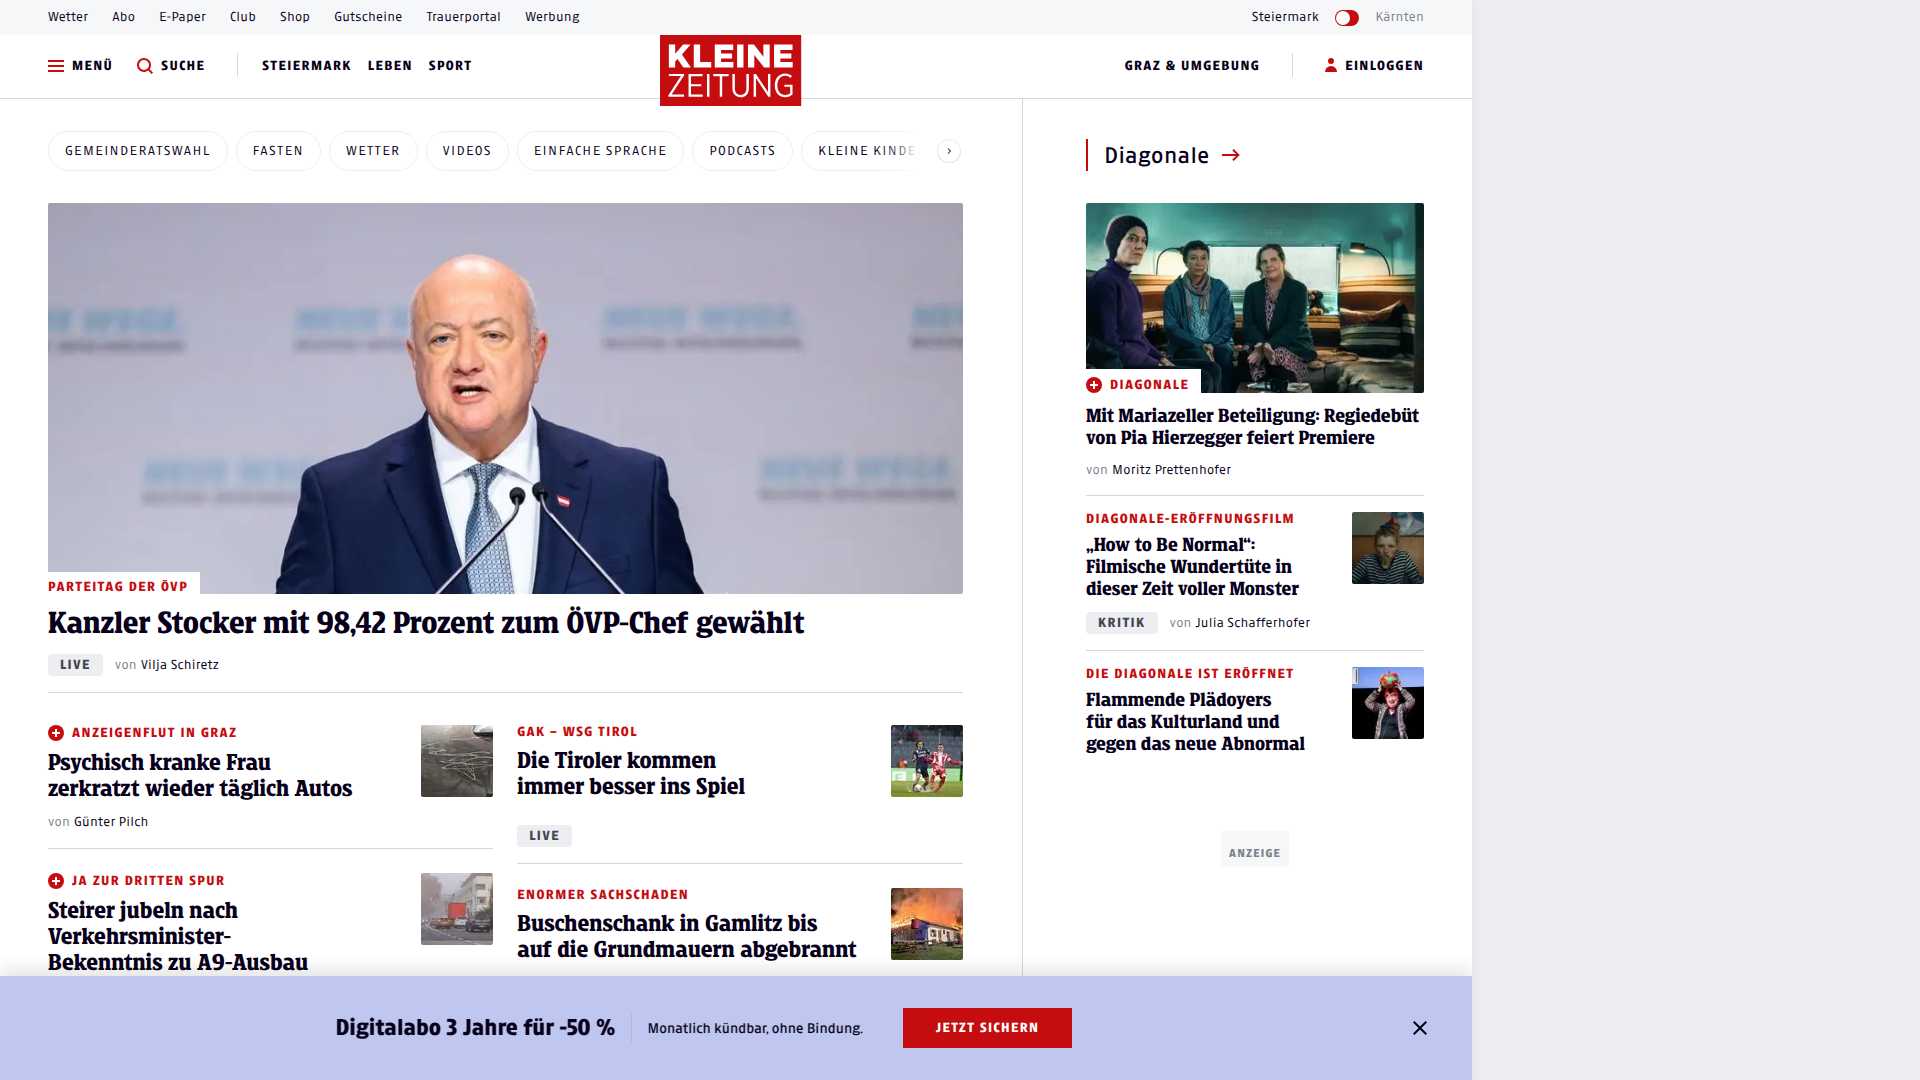 Wetter Abo E-Paper Club Shop Gutscheine Trauerportal Werbung
Steiermark Kärnten
MENÜ SUCHE STEIERMARK LEBEN SPORT
KLEINE
ZEITUNG
GRAZ & UMGEBUNG EINLOGGEN
GEMEINDERATSWAHL FASTEN WETTER VIDEOS EINFACHE SPRACHE PODCASTS KLEINE KINDE
PARTEITAG DER ÖVP
Kanzler Stocker mit 98,42 Prozent zum ÖVP-Chef gewählt
LIVE von Vilja Schiretz
ANZEIGENFLUT IN GRAZ
Psychisch kranke Frau
zerkratzt wieder täglich Autos
von Günter Pilch
JA ZUR DRITTEN SPUR
Steirer jubeln nach
Verkehrsminister-
Bekenntnis zu A9-Ausbau
GAK – WSG TIROL
Die Tiroler kommen
immer besser ins Spiel
LIVE
ENORMER SACHSCHADEN
Buschenschank in Gamlitz bis
auf die Grundmauern abgebrannt
Diagonale
DIAGONALE
Mit Mariazeller Beteiligung: Regiedebüt
von Pia Hierzegger feiert Premiere
von Moritz Prettenhofer
DIAGONALE-ERÖFFNUNGSFILM
„How to Be Normal“:
Filmische Wundertüte in
dieser Zeit voller Monster
KRITIK von Julia Schafferhofer
DIE DIAGONALE IST ERÖFFNET
Flammende Plädoyers
für das Kulturland und
gegen das neue Abnormal
ANZEIGE
Digitalabo 3 Jahre für -50 % Monatlich kündbar, ohne Bindung. JETZT SICHERN